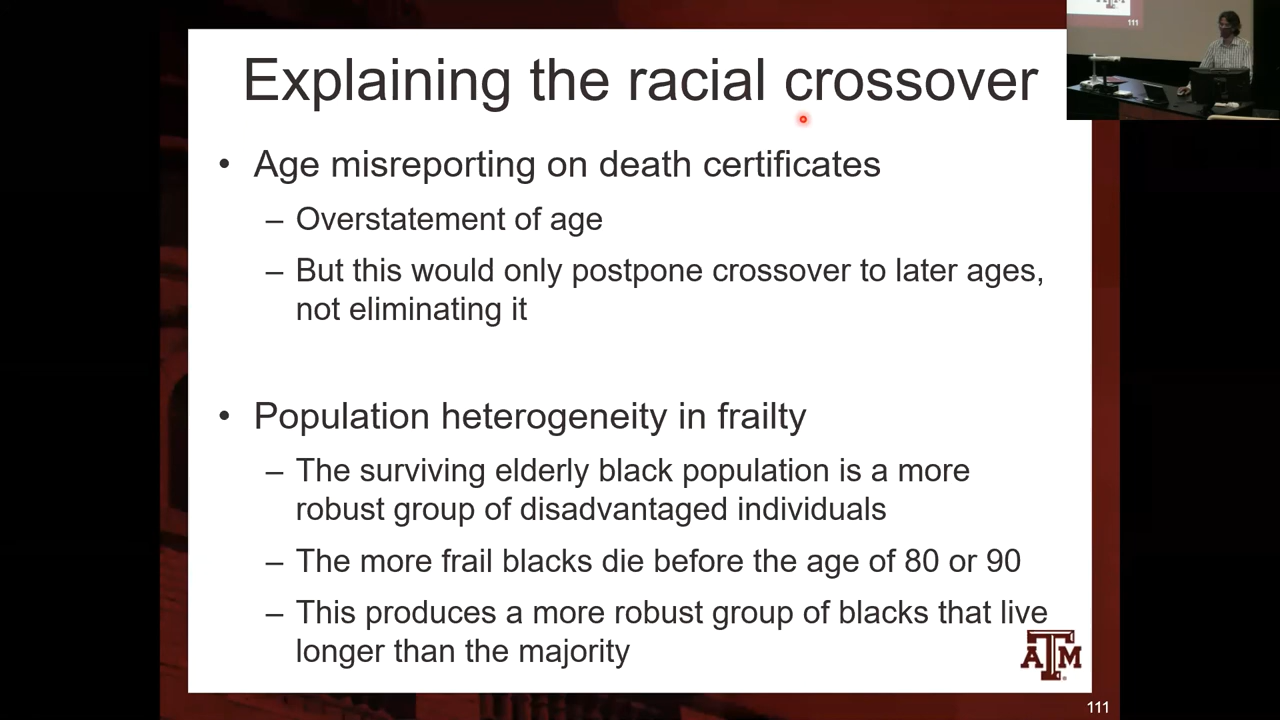 Explaining the racial crossover
• Age misreporting on death certificates
– Overstatement of age
– But this would only postpone crossover to later ages,
not eliminating it
• Population heterogeneity in frailty
– The surviving elderly black population is a more
robust group of disadvantaged individuals
– The more frail blacks die before the age of 80 or 90
– This produces a more robust group of blacks that live
longer than the majority
ATM
111
111